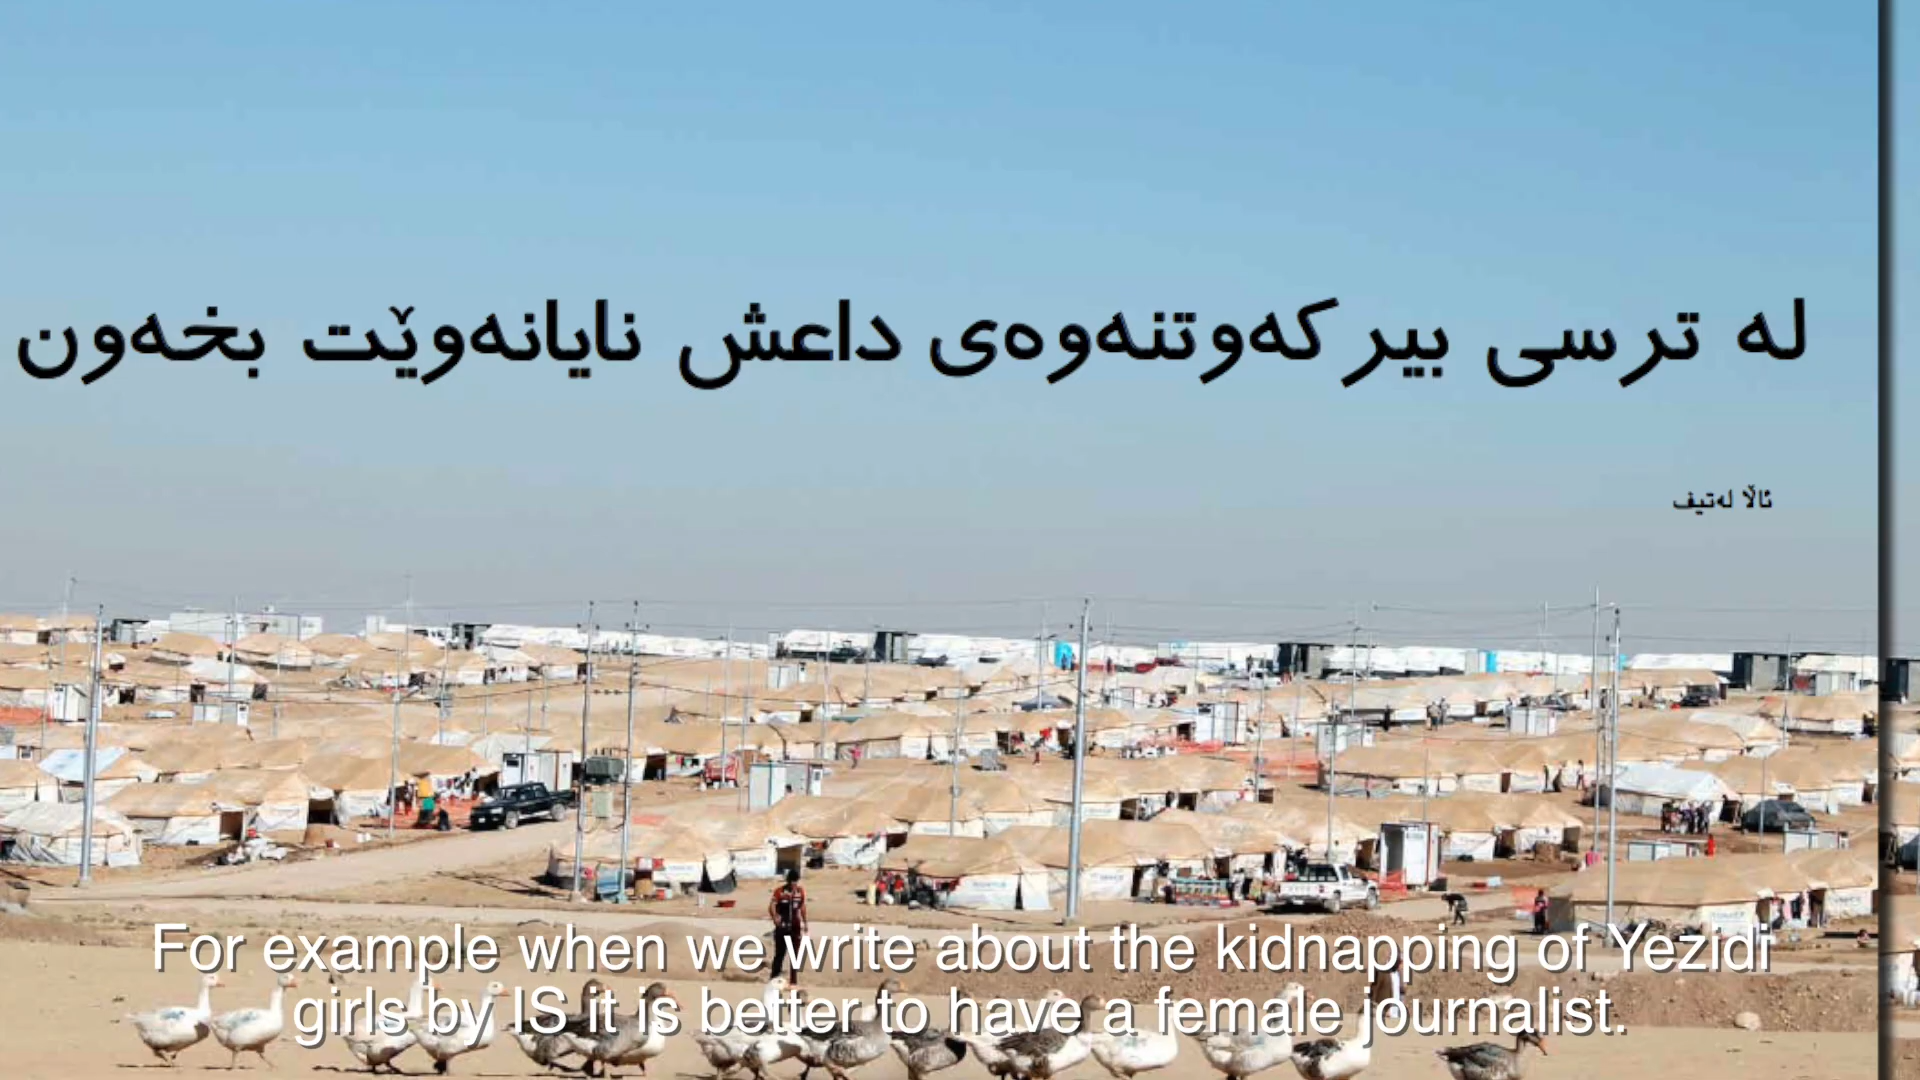 لە ترسی بیرکەوتنەوەی داعش نایانەوێت بخەون
ئاڵا لەتیف
For example when we write about the kidnapping of Yezidi
girls by IS it is better to have a female journalist.